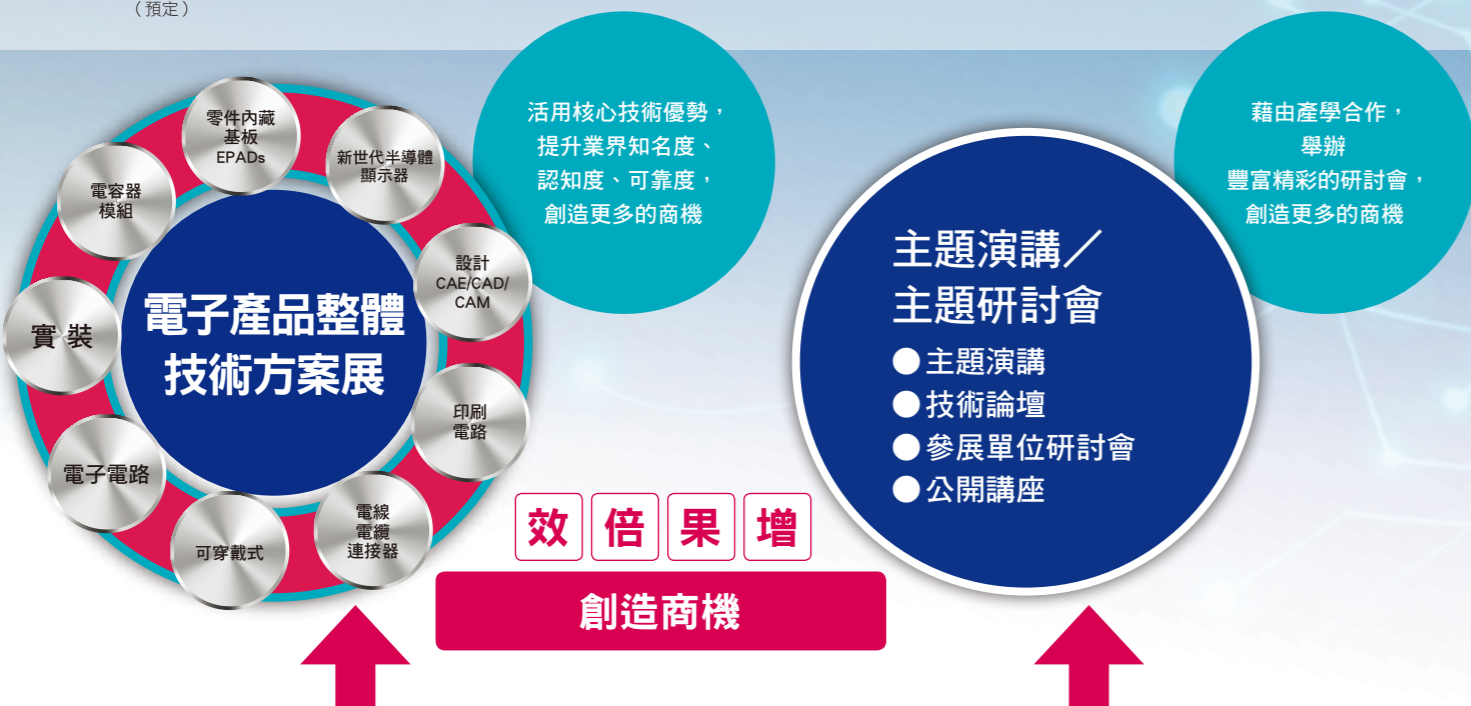 （預定）
零件內藏
基板
EPADs
新世代半導體
顯示器
設計
CAE/CAD/
CAM
印刷
電路
電線
電纜
連接器
可穿戴式
電子電路
實裝
電容器
模組
電子產品整體
技術方案展
活用核心技術優勢，
提升業界知名度、
認知度、可靠度，
創造更多的商機
效倍果增
創造商機
主題演講／
主題研討會
●主題演講
●技術論壇
●參展單位研討會
●公開講座
藉由產學合作，
舉辦
豐富精彩的研討會，
創造更多的商機